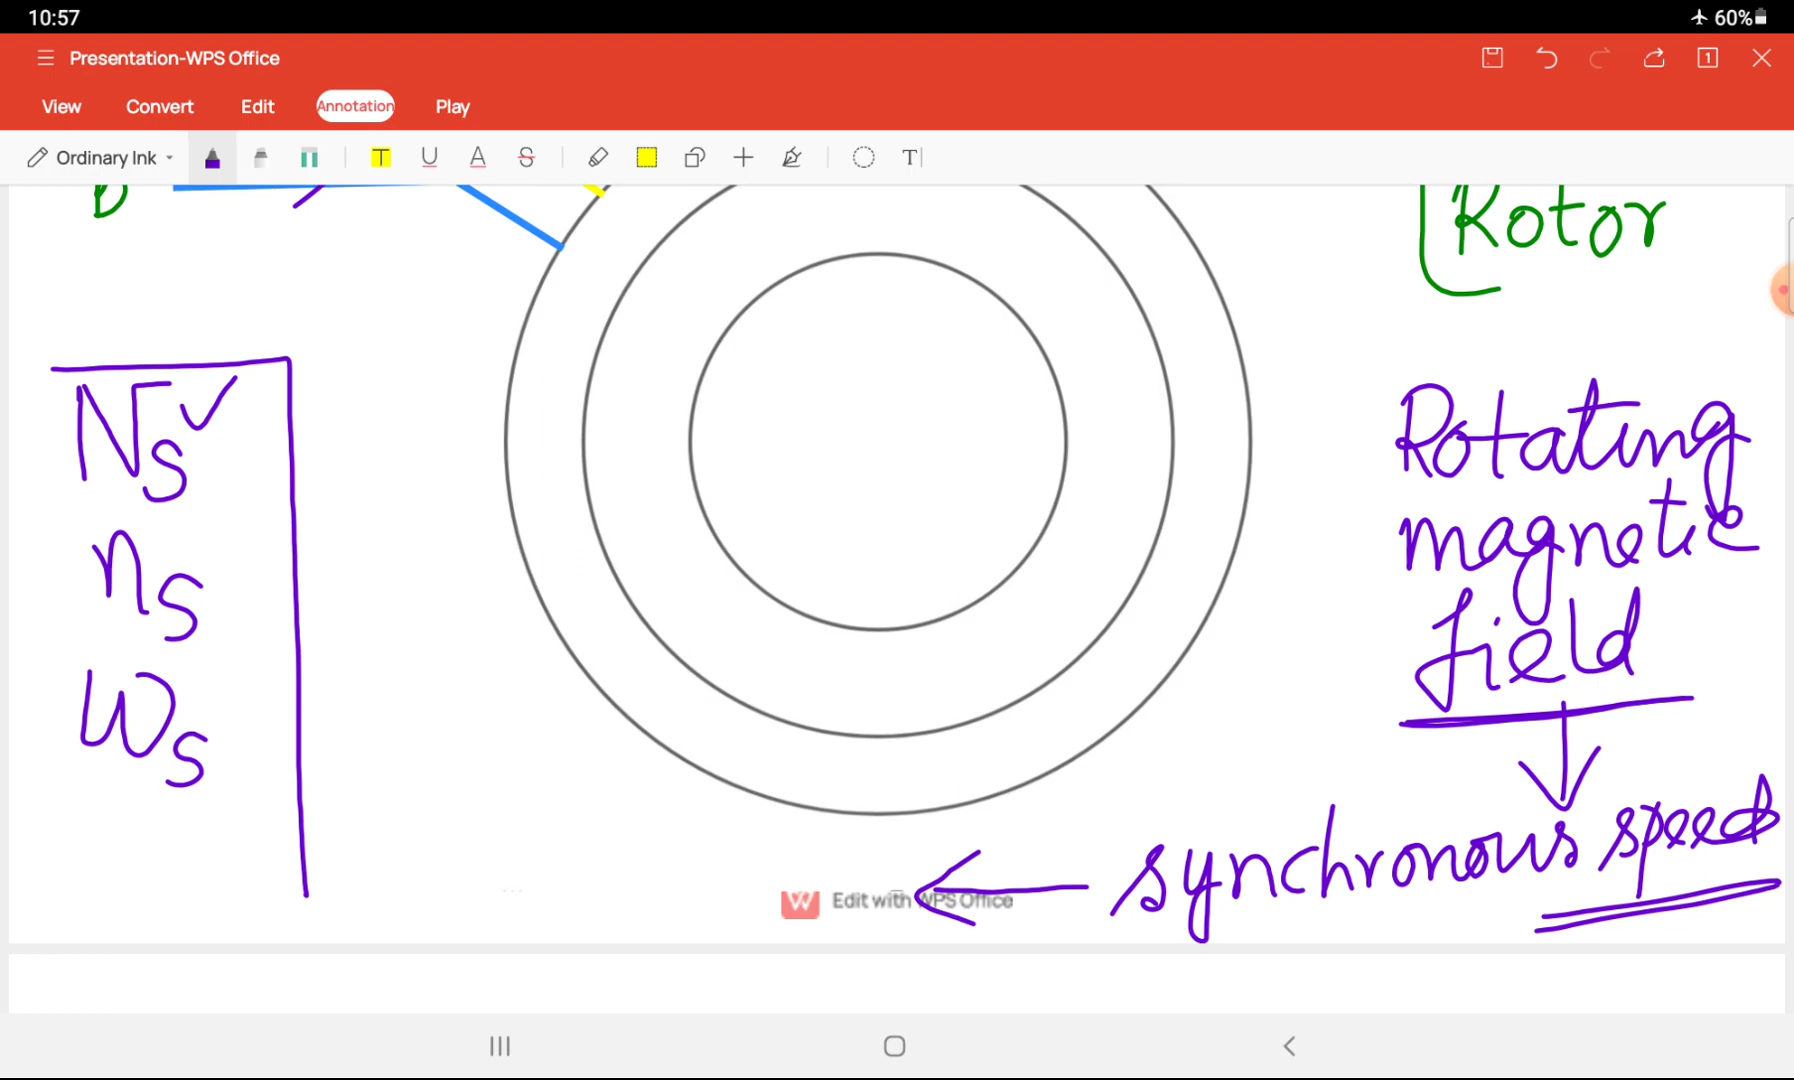 10:57
60%
Presentation-WPS Office
1
View Convert Edit Annotation Play
Ordinary Ink T U A S T
B
Rotor
Ns ✓
ns
Ws
Rotating
magnetic
field
synchronous speed
Edit with WPS Office